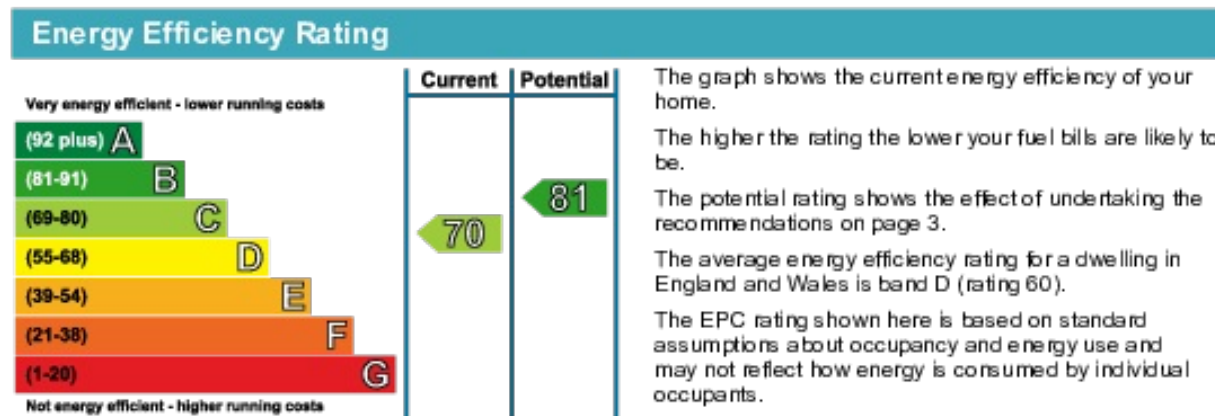 Energy Efficiency Rating
Current
Potential
Very energy efficient - lower running costs
(92 plus) A
(81-91) B
(69-80) C
(55-68) D
(39-54) E
(21-38) F
(1-20) G
Not energy efficient - higher running costs
70
81
The graph shows the current energy efficiency of your
home.
The higher the rating the lower your fuel bills are likely to
be.
The potential rating shows the effect of undertaking the
recommendations on page 3.
The average energy efficiency rating for a dwelling in
England and Wales is band D (rating 60).
The EPC rating shown here is based on standard
assumptions about occupancy and energy use and
may not reflect how energy is consumed by individual
occupants.